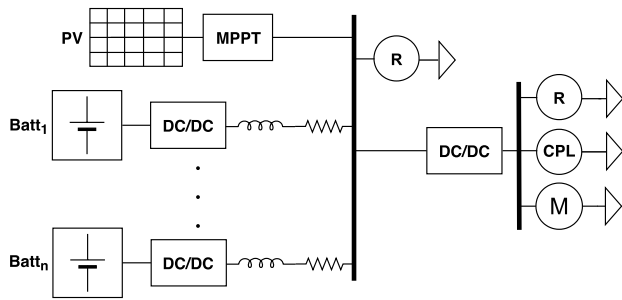 PV
MPPT
R
Batt1
DC/DC
DC/DC
R
CPL
M
Battn
DC/DC